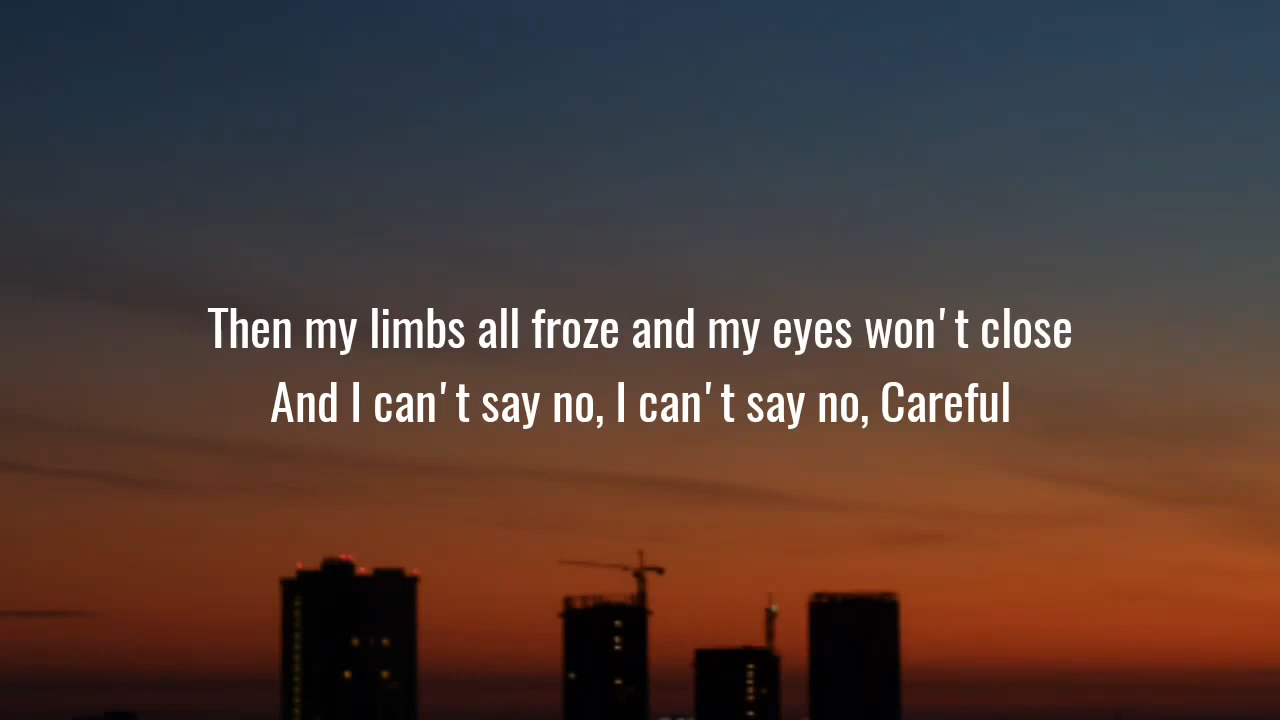 Then my limbs all froze and my eyes won't close
And I can't say no, I can't say no, Careful